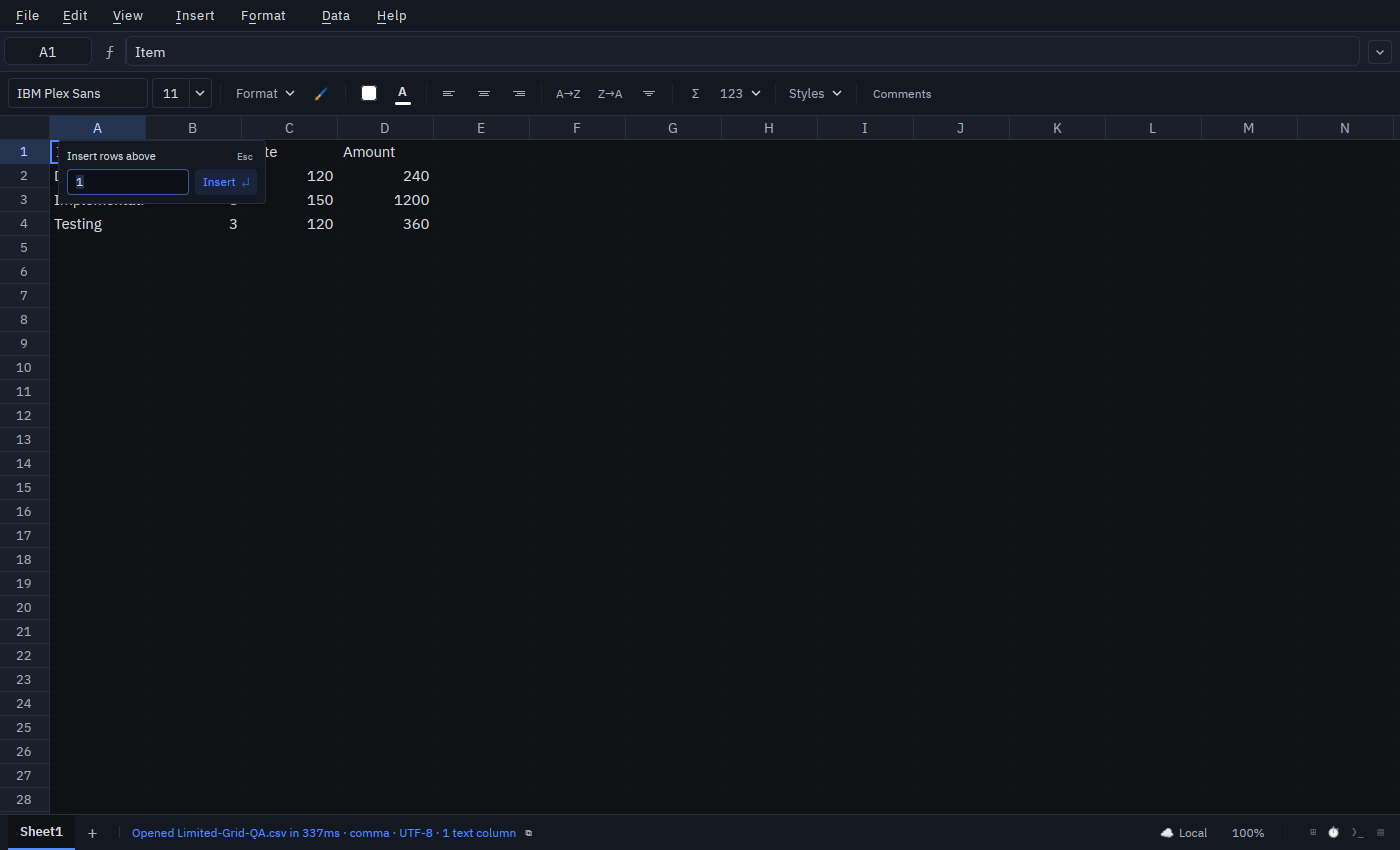 File Edit View Insert Format Data Help
A1 ƒ Item
IBM Plex Sans 11 Format A A→Z Z→A Σ 123 Styles Comments
A B C D E F G H I J K L M N
1 Amount
Insert rows above Esc
2 120 240
1 Insert
3 150 1200
4 Testing 3 120 360
5
6
7
8
9
10
11
12
13
14
15
16
17
18
19
20
21
22
23
24
25
26
27
28
Sheet1 + Opened Limited-Grid-QA.csv in 337ms · comma · UTF-8 · 1 text column Local 100%